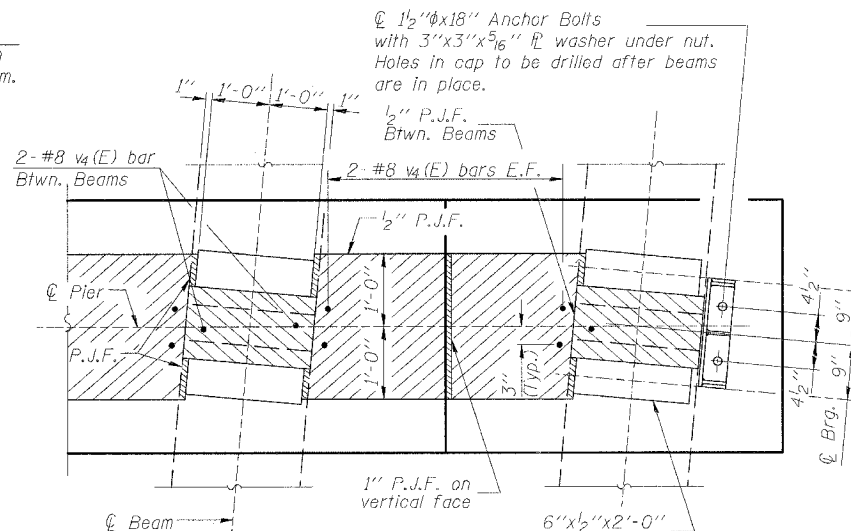 m.
℄ 1½"ϕx18" Anchor Bolts
with 3"x3"x5/16" ℞ washer under nut.
Holes in cap to be drilled after beams
are in place.
1" 1'-0" 1'-0" 1"
½" P.J.F.
Btwn. Beams
2-#8 v4(E) bar
Btwn. Beams
2-#8 v4(E) bars E.F.
½" P.J.F.
℄ Pier
P.J.F.
1'-0"
1'-0"
3"
(Typ.)
4½"
4½"
9"
9"
℄ Brg.
1" P.J.F. on
vertical face
℄ Beam
6"x½"x2'-0"